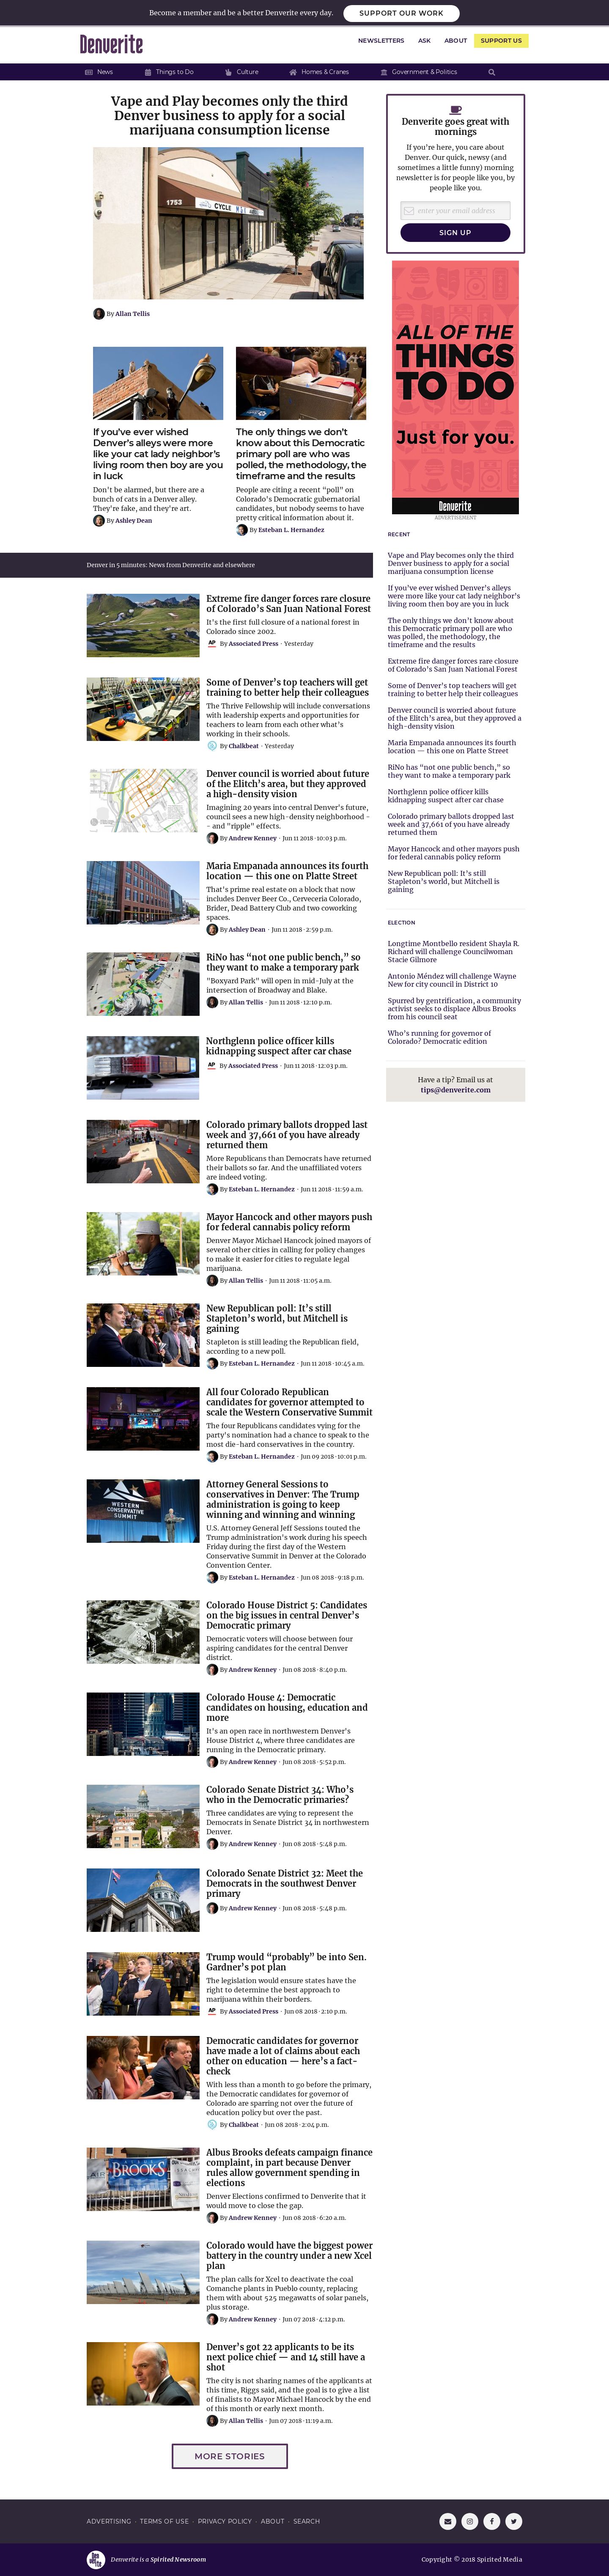 Become a member and be a better Denverite every day.
SUPPORT OUR WORK
Denverite
NEWSLETTERS
ASK
ABOUT
SUPPORT US
News
Things to Do
Culture
Homes & Cranes
Government & Politics
Vape and Play becomes only the third
Denver business to apply for a social
marijuana consumption license
1753
CYCLE
By Allan Tellis
If you've ever wished
Denver's alleys were more
like your cat lady neighbor's
living room then boy are you
in luck
Don't be alarmed, but there are a
bunch of cats in a Denver alley.
They're fake, and they're art.
By Ashley Dean
The only things we don't
know about this Democratic
primary poll are who was
polled, the methodology, the
timeframe and the results
People are citing a recent "poll" on
Colorado's Democratic gubernatorial
candidates, but nobody seems to have
pretty critical information about it.
By Esteban L. Hernandez
Denver in 5 minutes: News from Denverite and elsewhere
Extreme fire danger forces rare closure
of Colorado's San Juan National Forest
It's the first full closure of a national forest in
Colorado since 2002.
AP
By Associated Press · Yesterday
Some of Denver's top teachers will get
training to better help their colleagues
The Thrive Fellowship will include conversations
with leadership experts and opportunities for
teachers to learn from each other what's
working in their schools.
By Chalkbeat · Yesterday
Denver council is worried about future
of the Elitch's area, but they approved
a high-density vision
Imagining 20 years into central Denver's future,
council sees a new high-density neighborhood -
- and "ripple" effects.
By Andrew Kenney · Jun 11 2018 · 10:03 p.m.
Maria Empanada announces its fourth
location — this one on Platte Street
That's prime real estate on a block that now
includes Denver Beer Co., Cerveceria Colorado,
Brider, Dead Battery Club and two coworking
spaces.
By Ashley Dean · Jun 11 2018 · 2:59 p.m.
RiNo has "not one public bench," so
they want to make a temporary park
"Boxyard Park" will open in mid-July at the
intersection of Broadway and Blake.
By Allan Tellis · Jun 11 2018 · 12:10 p.m.
Northglenn police officer kills
kidnapping suspect after car chase
AP
By Associated Press · Jun 11 2018 · 12:03 p.m.
Colorado primary ballots dropped last
week and 37,661 of you have already
returned them
More Republicans than Democrats have returned
their ballots so far. And the unaffiliated voters
are indeed voting.
By Esteban L. Hernandez · Jun 11 2018 · 11:59 a.m.
Mayor Hancock and other mayors push
for federal cannabis policy reform
Denver Mayor Michael Hancock joined mayors of
several other cities in calling for policy changes
to make it easier for cities to regulate legal
marijuana.
By Allan Tellis · Jun 11 2018 · 11:05 a.m.
New Republican poll: It's still
Stapleton's world, but Mitchell is
gaining
Stapleton is still leading the Republican field,
according to a new poll.
By Esteban L. Hernandez · Jun 11 2018 · 10:45 a.m.
All four Colorado Republican
candidates for governor attempted to
scale the Western Conservative Summit
The four Republicans candidates vying for the
party's nomination had a chance to speak to the
most die-hard conservatives in the country.
By Esteban L. Hernandez · Jun 09 2018 · 10:01 p.m.
WESTERN
CONSERVATIVE
SUMMIT
Attorney General Sessions to
conservatives in Denver: The Trump
administration is going to keep
winning and winning and winning
U.S. Attorney General Jeff Sessions touted the
Trump administration's work during his speech
Friday during the first day of the Western
Conservative Summit in Denver at the Colorado
Convention Center.
By Esteban L. Hernandez · Jun 08 2018 · 9:18 p.m.
Colorado House District 5: Candidates
on the big issues in central Denver's
Democratic primary
Democratic voters will choose between four
aspiring candidates for the central Denver
district.
By Andrew Kenney · Jun 08 2018 · 8:40 p.m.
Colorado House 4: Democratic
candidates on housing, education and
more
It's an open race in northwestern Denver's
House District 4, where three candidates are
running in the Democratic primary.
By Andrew Kenney · Jun 08 2018 · 5:52 p.m.
Colorado Senate District 34: Who's
who in the Democratic primaries?
Three candidates are vying to represent the
Democrats in Senate District 34 in northwestern
Denver.
By Andrew Kenney · Jun 08 2018 · 5:48 p.m.
Colorado Senate District 32: Meet the
Democrats in the southwest Denver
primary
By Andrew Kenney · Jun 08 2018 · 5:48 p.m.
Trump would "probably" be into Sen.
Gardner's pot plan
The legislation would ensure states have the
right to determine the best approach to
marijuana within their borders.
AP
By Associated Press · Jun 08 2018 · 2:10 p.m.
Democratic candidates for governor
have made a lot of claims about each
other on education — here's a fact-
check
With less than a month to go before the primary,
the Democratic candidates for governor of
Colorado are sparring not over the future of
education policy but over the past.
By Chalkbeat · Jun 08 2018 · 2:04 p.m.
BROOKS
Albus Brooks defeats campaign finance
complaint, in part because Denver
rules allow government spending in
elections
Denver Elections confirmed to Denverite that it
would move to close the gap.
By Andrew Kenney · Jun 08 2018 · 6:20 a.m.
Colorado would have the biggest power
battery in the country under a new Xcel
plan
The plan calls for Xcel to deactivate the coal
Comanche plants in Pueblo county, replacing
them with about 525 megawatts of solar panels,
plus storage.
By Andrew Kenney · Jun 07 2018 · 4:12 p.m.
Denver's got 22 applicants to be its
next police chief — and 14 still have a
shot
The city is not sharing names of the applicants at
this time, Riggs said, and the goal is to give a list
of finalists to Mayor Michael Hancock by the end
of this month or early next month.
By Allan Tellis · Jun 07 2018 · 11:19 a.m.
MORE STORIES
Denverite goes great with
mornings
If you're here, you care about
Denver. Our quick, newsy (and
sometimes a little funny) morning
newsletter is for people like you, by
people like you.
enter your email address
SIGN UP
ALL OF THE
THINGS
TO DO
Just for you.
Denverite
ADVERTISEMENT
RECENT
Vape and Play becomes only the third
Denver business to apply for a social
marijuana consumption license
If you've ever wished Denver's alleys
were more like your cat lady neighbor's
living room then boy are you in luck
The only things we don't know about
this Democratic primary poll are who
was polled, the methodology, the
timeframe and the results
Extreme fire danger forces rare closure
of Colorado's San Juan National Forest
Some of Denver's top teachers will get
training to better help their colleagues
Denver council is worried about future
of the Elitch's area, but they approved a
high-density vision
Maria Empanada announces its fourth
location — this one on Platte Street
RiNo has "not one public bench," so
they want to make a temporary park
Northglenn police officer kills
kidnapping suspect after car chase
Colorado primary ballots dropped last
week and 37,661 of you have already
returned them
Mayor Hancock and other mayors push
for federal cannabis policy reform
New Republican poll: It's still
Stapleton's world, but Mitchell is
gaining
ELECTION
Longtime Montbello resident Shayla R.
Richard will challenge Councilwoman
Stacie Gilmore
Antonio Méndez will challenge Wayne
New for city council in District 10
Spurred by gentrification, a community
activist seeks to displace Albus Brooks
from his council seat
Who's running for governor of
Colorado? Democratic edition
Have a tip? Email us at
tips@denverite.com
ADVERTISING · TERMS OF USE · PRIVACY POLICY · ABOUT · SEARCH
Den
ver
ite
Denverite is a Spirited Newsroom
Copyright © 2018 Spirited Media